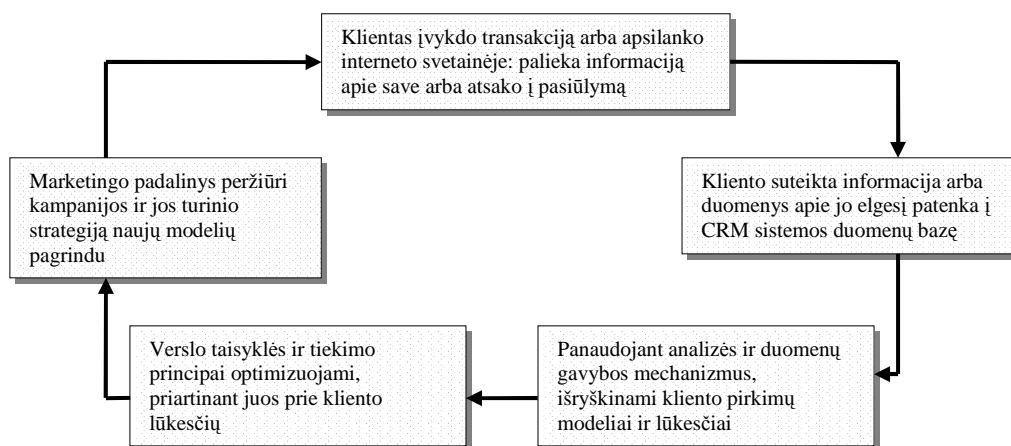 Klientas įvykdo transakciją arba apsilanko
interneto svetainėje: palieka informaciją
apie save arba atsako į pasiūlymą
Kliento suteikta informacija arba
duomenys apie jo elgesį patenka į
CRM sistemos duomenų bazę
Panaudojant analizės ir duomenų
gavybos mechanizmus,
išryškinami kliento pirkimų
modeliai ir lūkesčiai
Verslo taisyklės ir tiekimo
principai optimizuojami,
priartinant juos prie kliento
lūkesčių
Marketingo padalinys peržiūri
kampanijos ir jos turinio
strategiją naujų modelių
pagrindu